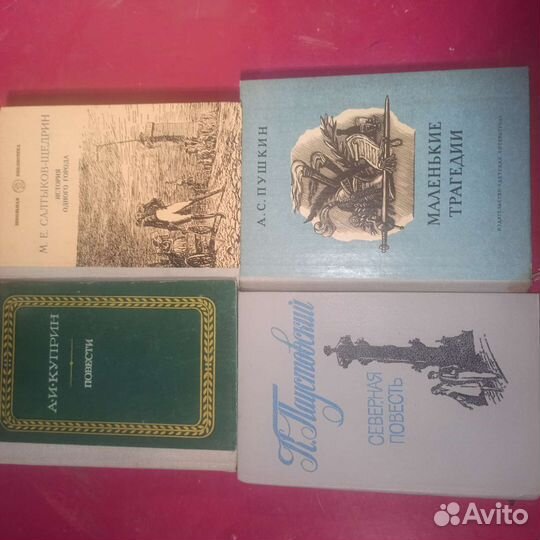 ШКОЛЬНАЯ БИБЛИОТЕКА
М. Е. САЛТЫКОВ-ЩЕДРИН
ИСТОРИЯ
ОДНОГО ГОРОДА
А. С. ПУШКИН
МАЛЕНЬКИЕ
ТРАГЕДИИ
ИЗДАТЕЛЬСТВО «ДЕТСКАЯ ЛИТЕРАТУРА»
А·И·КУПРИН
ПОВЕСТИ
К. Паустовский
СЕВЕРНАЯ
ПОВЕСТЬ
Avito